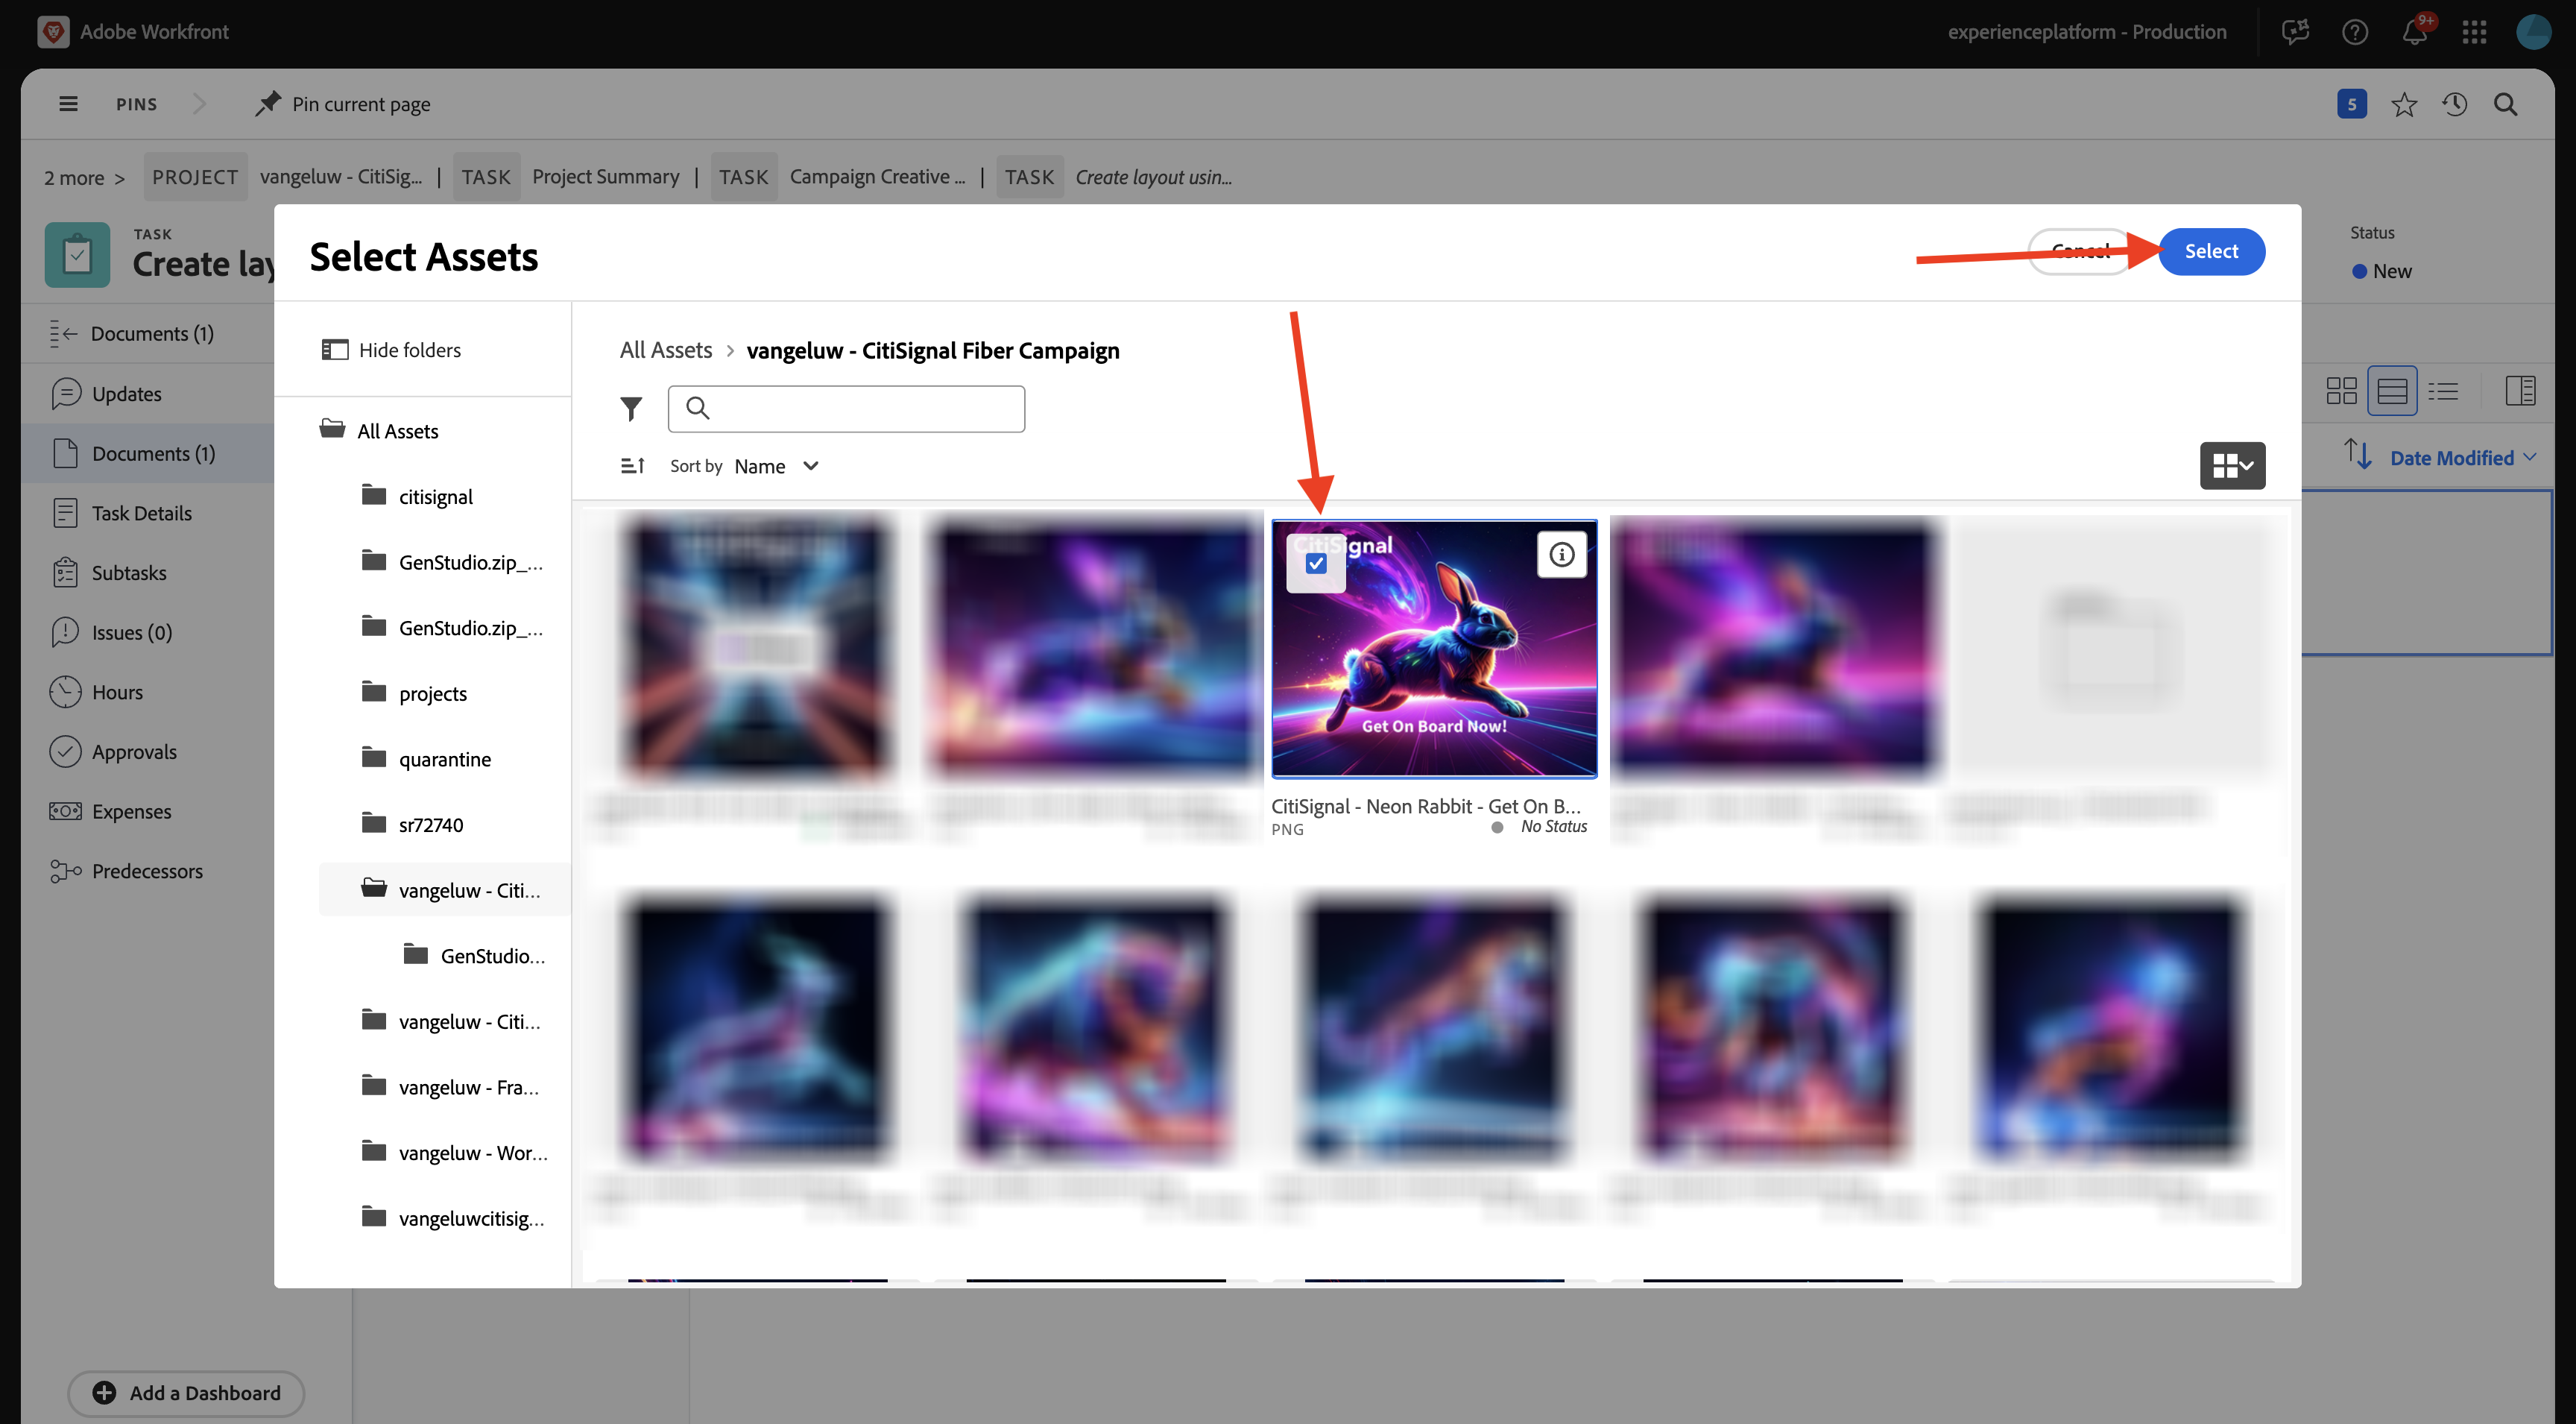 Adobe Workfront
experienceplatform - Production
9+
PINS
Pin current page
5
2 more > PROJECT vangeluw - CitiSig... | TASK Project Summary | TASK Campaign Creative ... | TASK Create layout usin...
TASK
Create lay
Status
New
Select Assets
Cancel
Select
Documents (1)
Updates
Documents (1)
Task Details
Subtasks
Issues (0)
Hours
Approvals
Expenses
Predecessors
Add a Dashboard
Hide folders
All Assets
citisignal
GenStudio.zip_...
GenStudio.zip_...
projects
quarantine
sr72740
vangeluw - Citi...
GenStudio...
vangeluw - Citi...
vangeluw - Fra...
vangeluw - Wor...
vangeluwcitisig...
All Assets > vangeluw - CitiSignal Fiber Campaign
Sort by Name
Date Modified
CitiSignal
Get On Board Now!
CitiSignal - Neon Rabbit - Get On B...
PNG
No Status